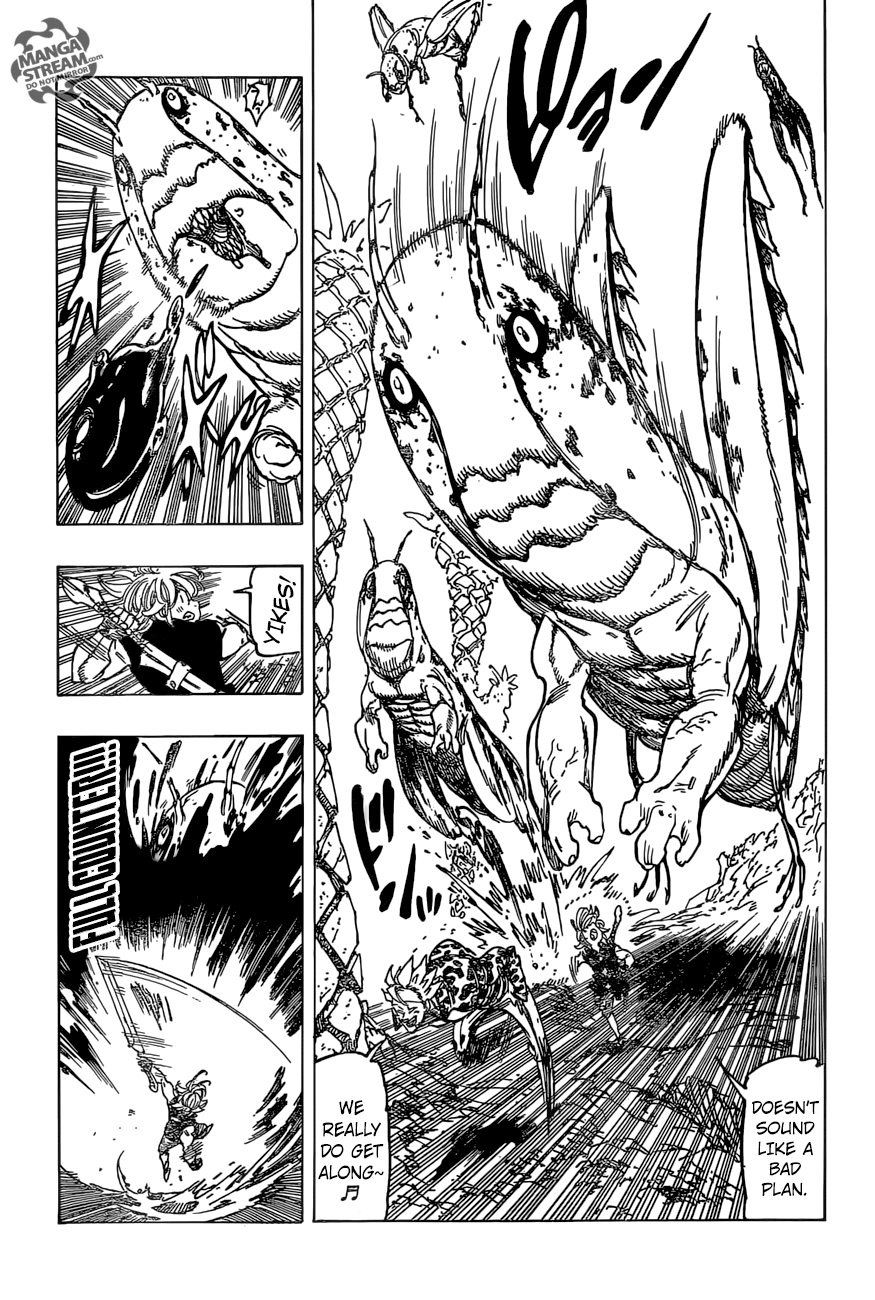 MANGA
STREAM.com
DO NOT MIRROR
DOESN'T
SOUND
LIKE A
BAD
PLAN.
WE
REALLY
DO GET
ALONG~
♫
YIKES!
FULL COUNTER!!!